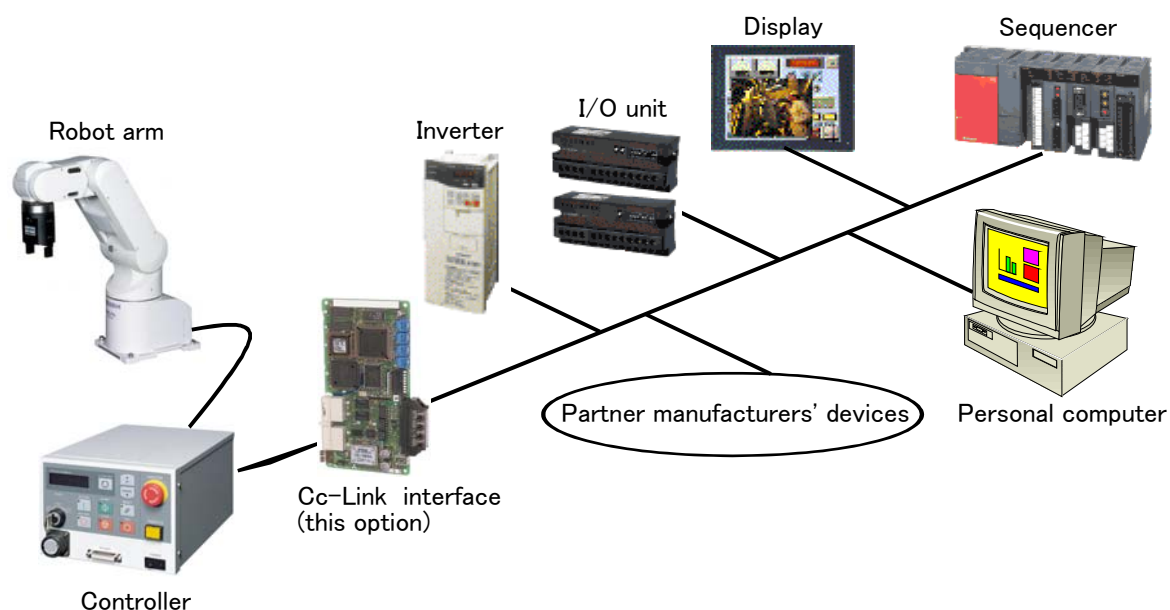 Display
Sequencer
I/O unit
Inverter
Robot arm
Partner manufacturers' devices
Personal computer
Cc-Link interface
(this option)
Controller